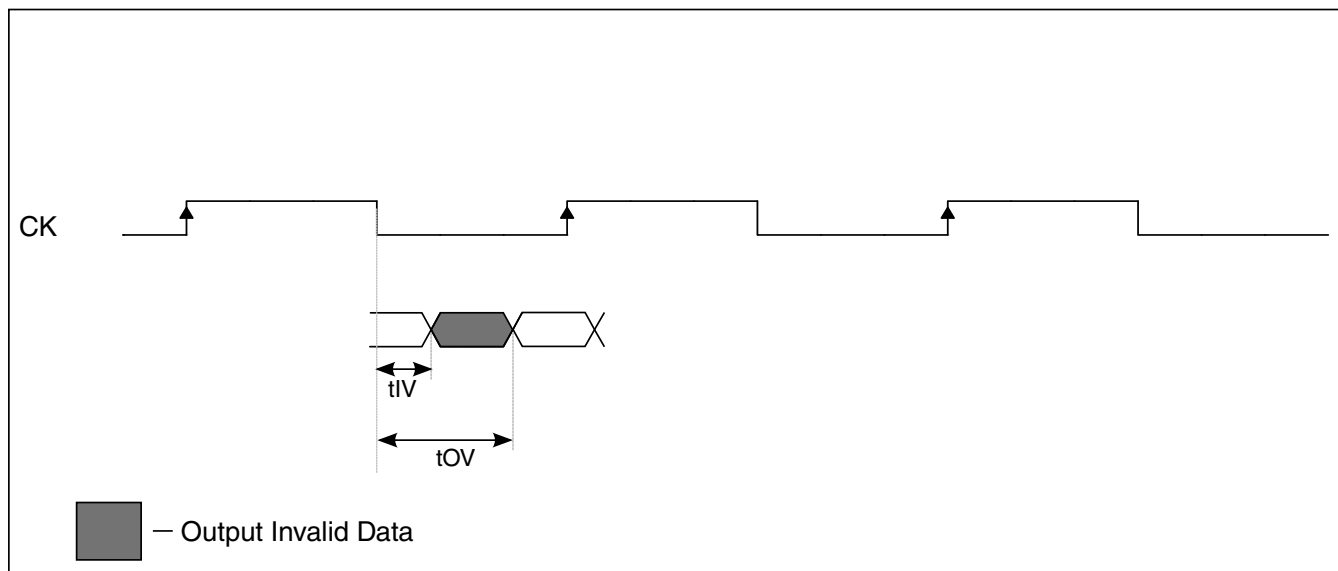 CK
tIV
tOV
– Output Invalid Data